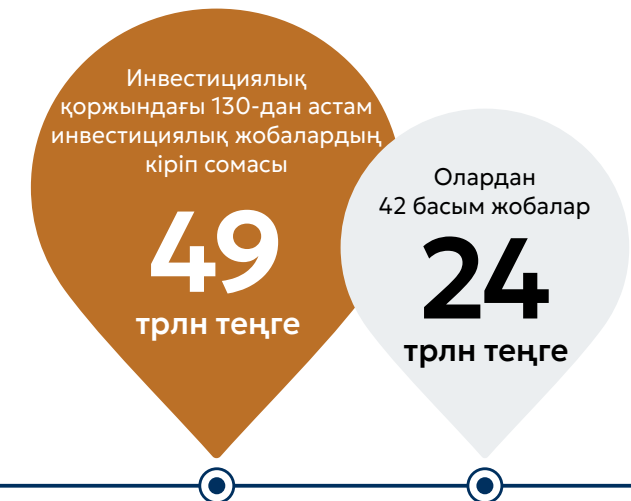 Инвестициялық
қоржындағы 130-дан астам
инвестициялық жобалардың
кіріп сомасы
49
трлн теңге
Олардан
42 басым жобалар
24
трлн теңге